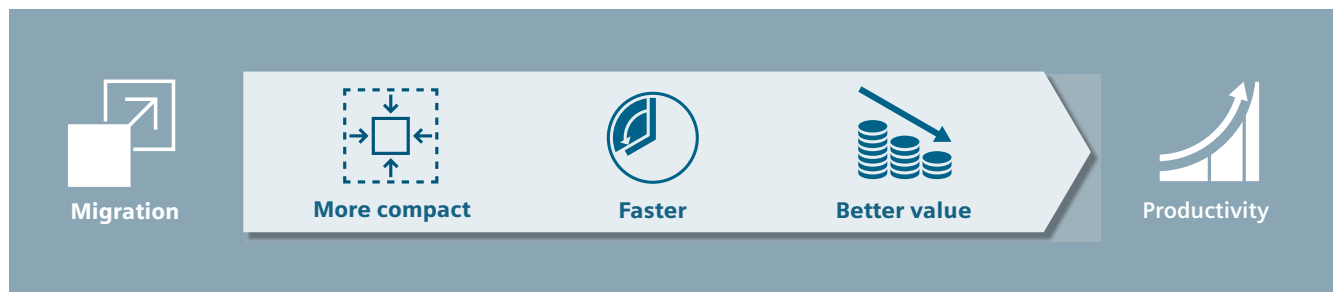 Migration
More compact
Faster
Better value
Productivity